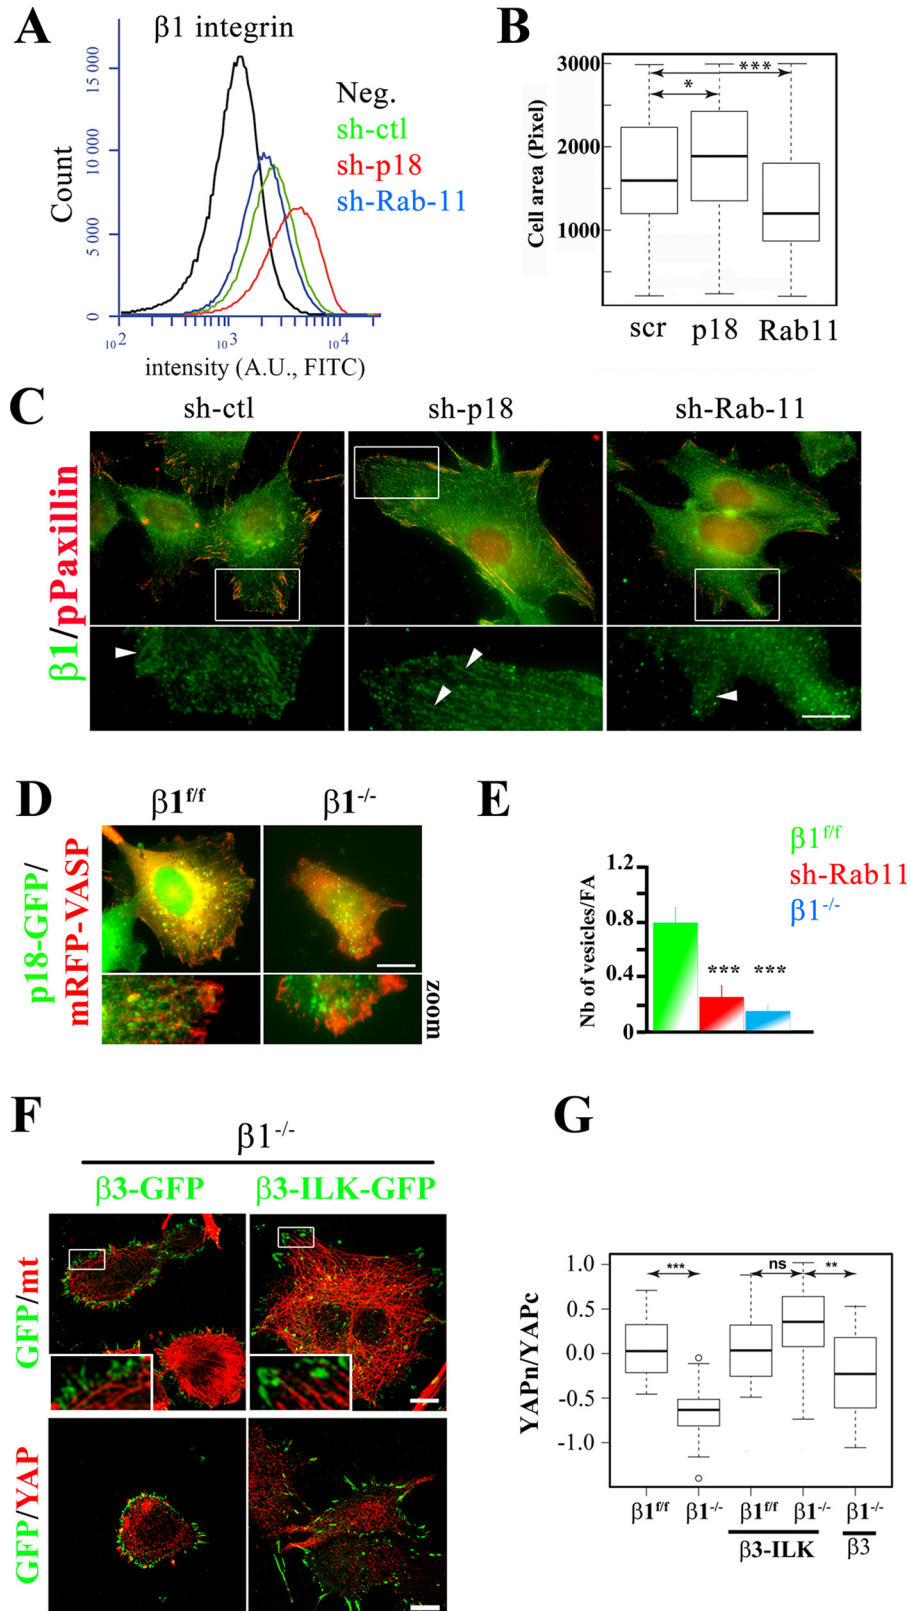 A
β1 integrin
Neg.
sh-ctl
sh-p18
sh-Rab-11
Count
15 000
10 000
5 000
0
10² 10³ 10⁴
intensity (A.U., FITC)
B
Cell area (Pixel)
3000
2000
1000
***
*
scr p18 Rab11
C
sh-ctl sh-p18 sh-Rab-11
β1/pPaxillin
D
β1f/f β1-/-
p18-GFP/
mRFP-VASP
zoom
E
β1f/f
sh-Rab11
β1-/-
Nb of vesicles/FA
1.2
0.8
0.4
0
*** ***
F
β1-/-
β3-GFP β3-ILK-GFP
GFP/mt
GFP/YAP
G
YAPn/YAPc
1.0
0.5
0.0
-0.5
-1.0
*** ns **
β1f/f β1-/- β1f/f β1-/- β1-/-
β3-ILK β3